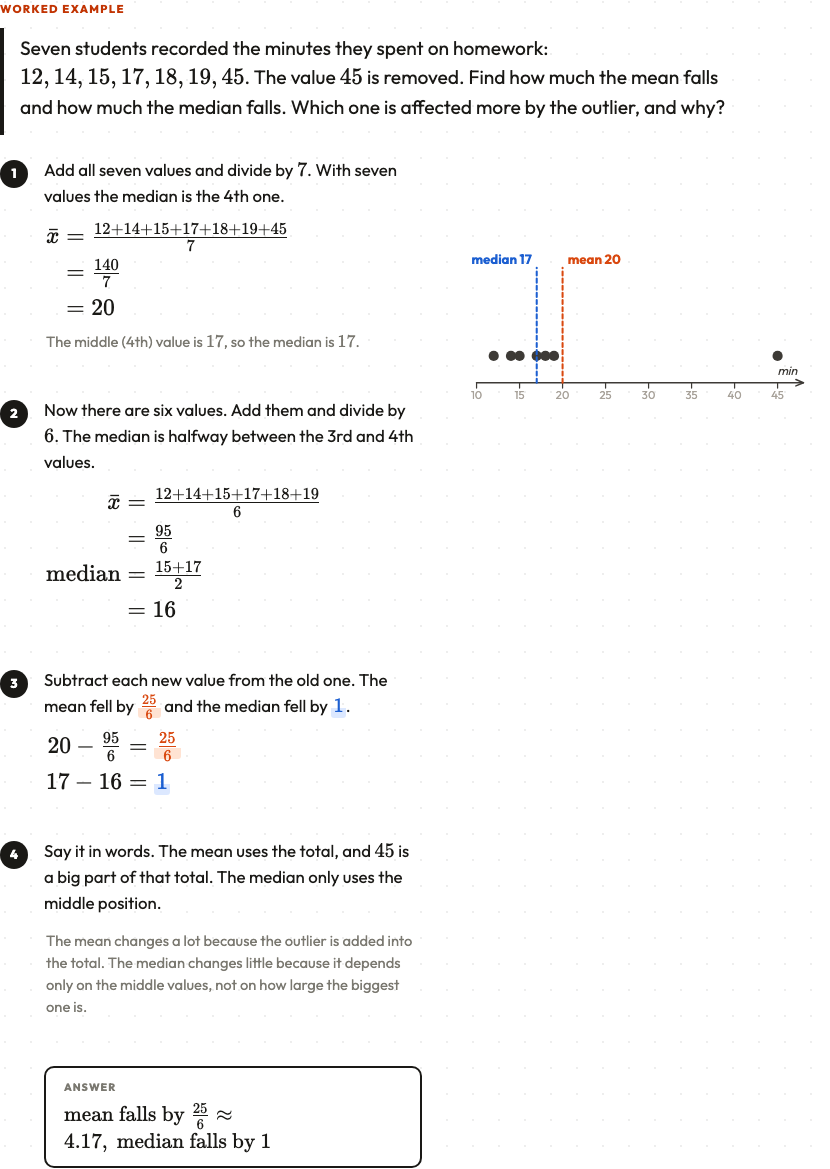 WORKED EXAMPLE
Seven students recorded the minutes they spent on homework:
12, 14, 15, 17, 18, 19, 45. The value 45 is removed. Find how much the mean falls
and how much the median falls. Which one is affected more by the outlier, and why?
1 Add all seven values and divide by 7. With seven
values the median is the 4th one.
x̄ = (12+14+15+17+18+19+45)/7
= 140/7
= 20
The middle (4th) value is 17, so the median is 17.
median 17 mean 20
min
10 15 20 25 30 35 40 45
2 Now there are six values. Add them and divide by
6. The median is halfway between the 3rd and 4th
values.
x̄ = (12+14+15+17+18+19)/6
= 95/6
median = (15+17)/2
= 16
3 Subtract each new value from the old one. The
mean fell by 25/6 and the median fell by 1.
20 − 95/6 = 25/6
17 − 16 = 1
4 Say it in words. The mean uses the total, and 45 is
a big part of that total. The median only uses the
middle position.
The mean changes a lot because the outlier is added into
the total. The median changes little because it depends
only on the middle values, not on how large the biggest
one is.
ANSWER
mean falls by 25/6 ≈
4.17, median falls by 1